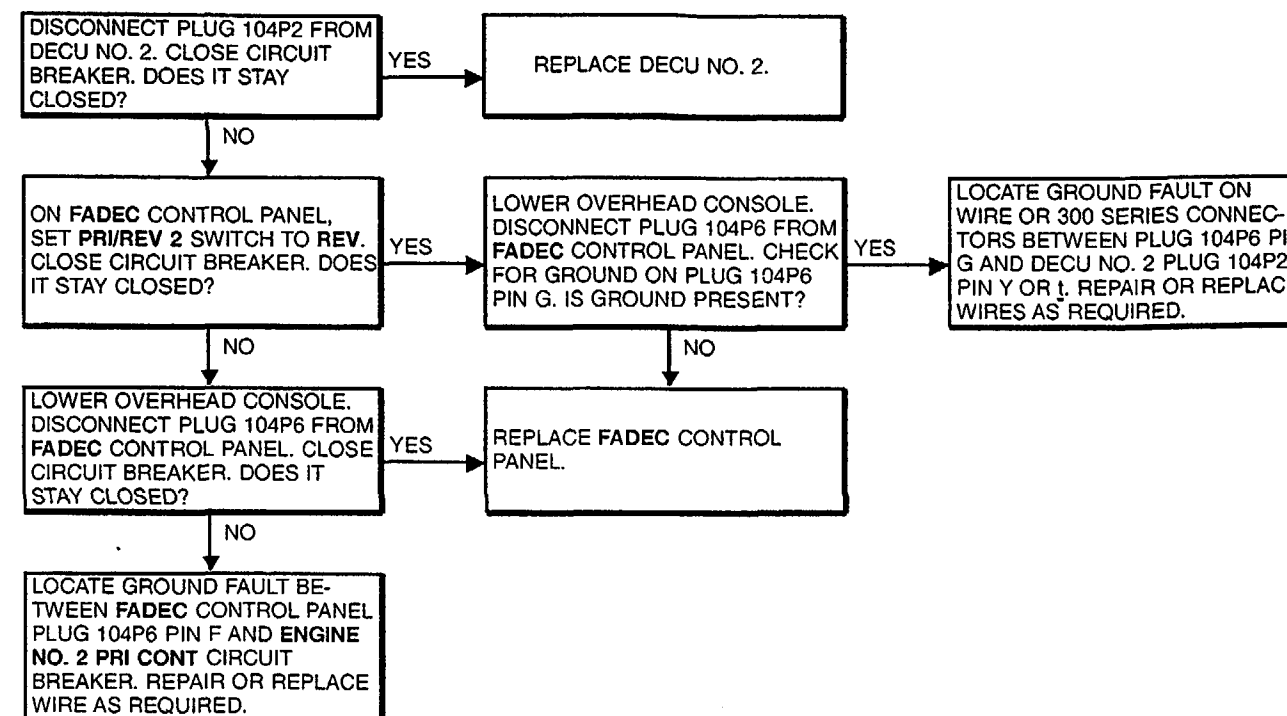 DISCONNECT PLUG 104P2 FROM
DECU NO. 2. CLOSE CIRCUIT
BREAKER. DOES IT STAY
CLOSED?
YES
REPLACE DECU NO. 2.
NO
ON FADEC CONTROL PANEL,
SET PRI/REV 2 SWITCH TO REV.
CLOSE CIRCUIT BREAKER. DOES
IT STAY CLOSED?
YES
LOWER OVERHEAD CONSOLE.
DISCONNECT PLUG 104P6 FROM
FADEC CONTROL PANEL. CHECK
FOR GROUND ON PLUG 104P6
PIN G. IS GROUND PRESENT?
YES
LOCATE GROUND FAULT ON
WIRE OR 300 SERIES CONNEC-
TORS BETWEEN PLUG 104P6
G AND DECU NO. 2 PLUG 104P2
PIN Y OR t. REPAIR OR
WIRES AS REQUIRED.
NO
NO
LOWER OVERHEAD CONSOLE.
DISCONNECT PLUG 104P6 FROM
FADEC CONTROL PANEL. CLOSE
CIRCUIT BREAKER. DOES IT
STAY CLOSED?
YES
REPLACE FADEC CONTROL
PANEL.
NO
LOCATE GROUND FAULT BE-
TWEEN FADEC CONTROL PANEL
PLUG 104P6 PIN F AND ENGINE
NO. 2 PRI CONT CIRCUIT
BREAKER. REPAIR OR REPLACE
WIRE AS REQUIRED.